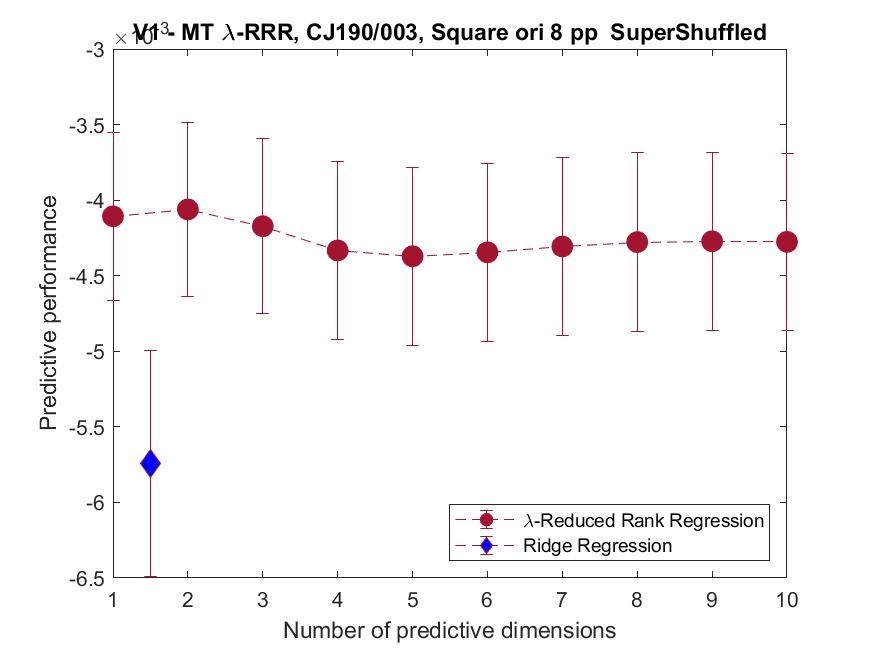 V1 - MT λ-RRR, CJ190/003, Square ori 8 pp SuperShuffled
-3
-3.5
-4
-4.5
-5
-5.5
-6
-6.5
Predictive performance
λ-Reduced Rank Regression
Ridge Regression
1 2 3 4 5 6 7 8 9 10
Number of predictive dimensions